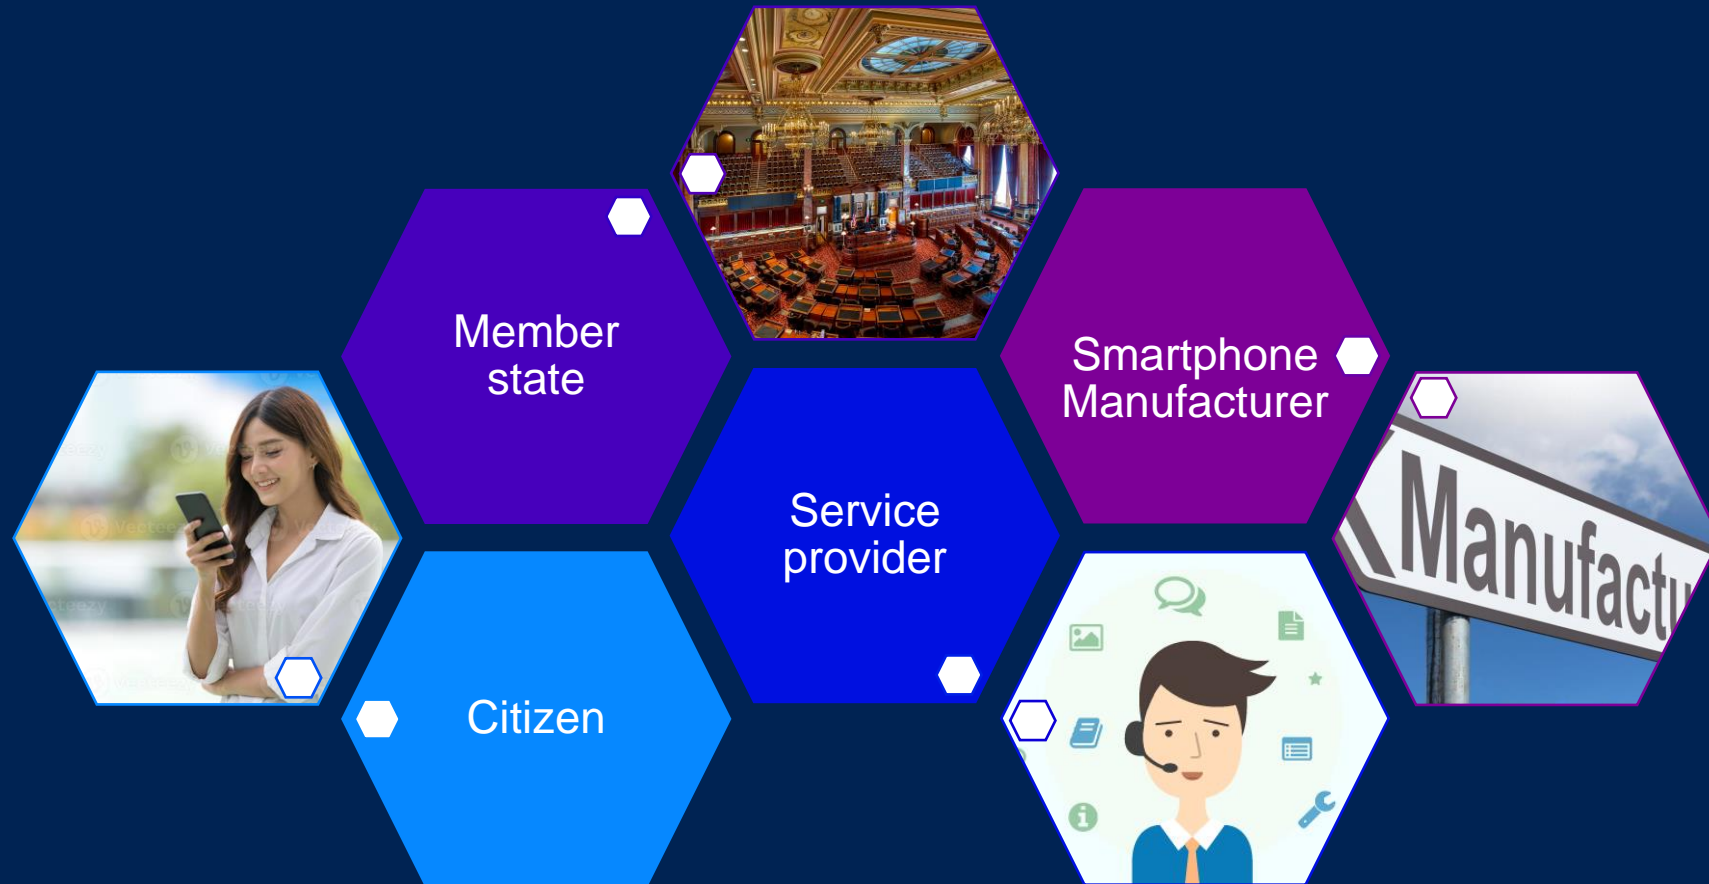 Member
state
Smartphone
Manufacturer
Service
provider
Citizen
Manufactu